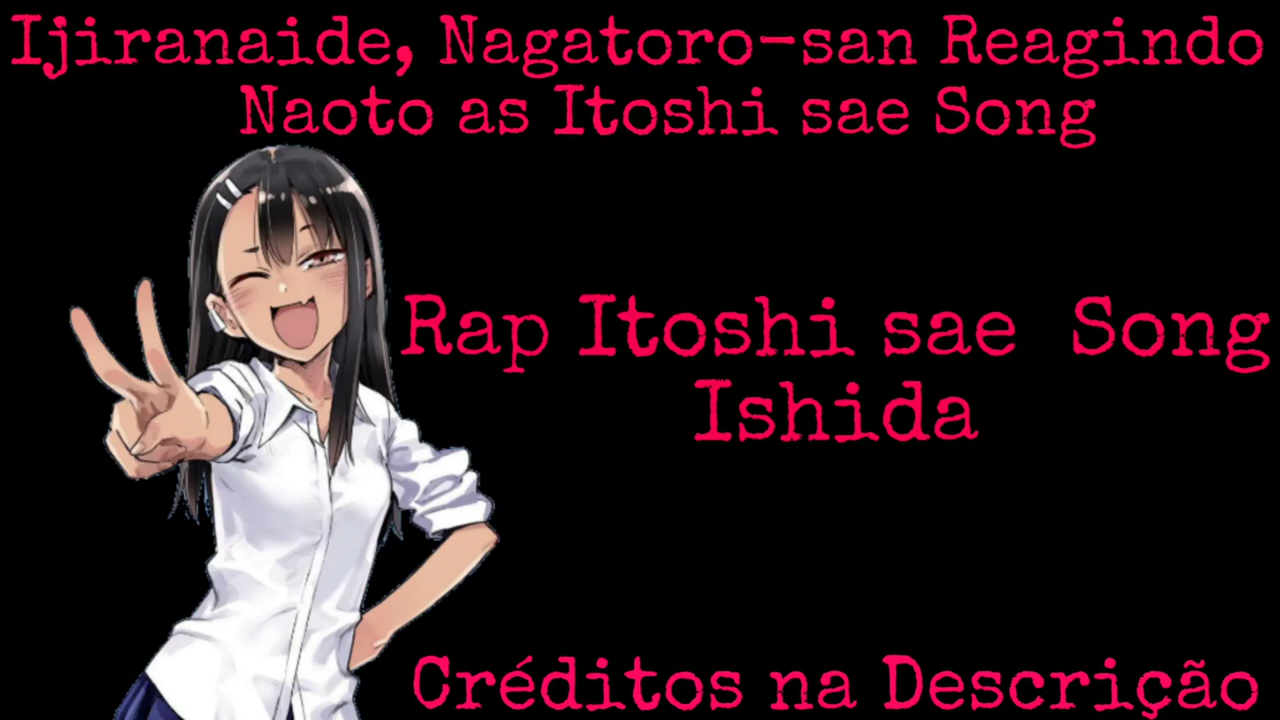 Ijiranaide, Nagatoro-san Reagindo
Naoto as Itoshi sae Song
Rap Itoshi sae Song
Ishida
Créditos na Descrição